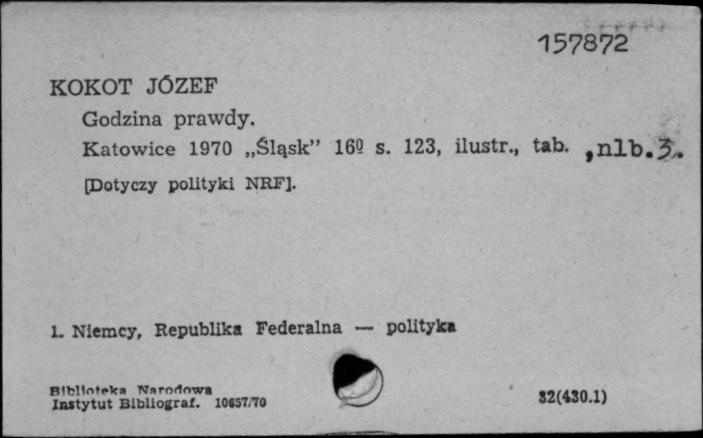 157872
KOKOT JÓZEF
Godzina prawdy.
Katowice 1970 „Śląsk” 16º s. 123, ilustr., tab. ,nlb.3.
[Dotyczy polityki NRF].
1. Niemcy, Republika Federalna — polityka
Biblioteka Narodowa
Instytut Bibliograf. 10657/70
32(430.1)